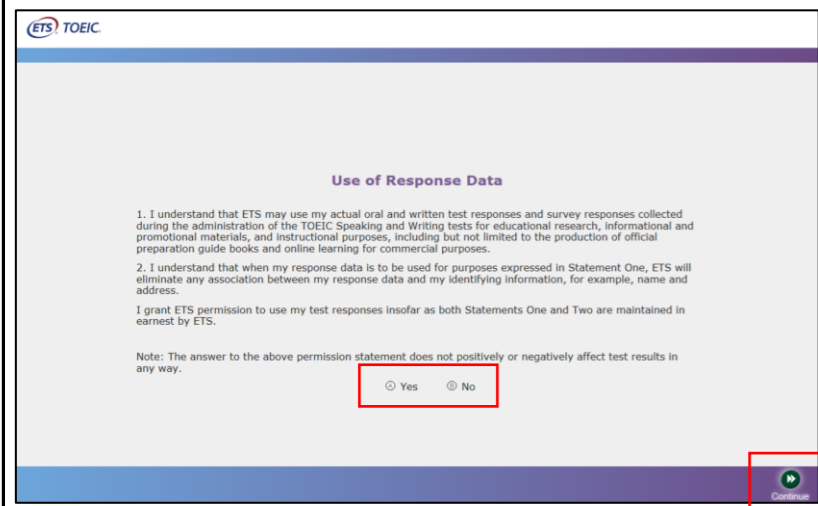 ETS TOEIC.
Use of Response Data
1. I understand that ETS may use my actual oral and written test responses and survey responses collected
during the administration of the TOEIC Speaking and Writing tests for educational research, informational and
promotional materials, and instructional purposes, including but not limited to the production of official
preparation guide books and online learning for commercial purposes.
2. I understand that when my response data is to be used for purposes expressed in Statement One, ETS will
eliminate any association between my response data and my identifying information, for example, name and
address.
I grant ETS permission to use my test responses insofar as both Statements One and Two are maintained in
earnest by ETS.
Note: The answer to the above permission statement does not positively or negatively affect test results in
any way.
Ⓐ Yes Ⓑ No
Continue